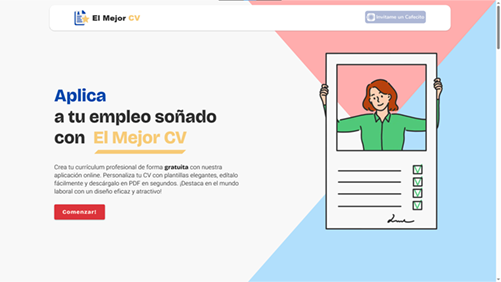 El Mejor CV
Invítame un Cafecito
Aplica
a tu empleo soñado
con El Mejor CV
Crea tu currículum profesional de forma gratuita con nuestra
aplicación online. Personaliza tu CV con plantillas elegantes, edítalo
fácilmente y descárgalo en PDF en segundos. ¡Destaca en el mundo
laboral con un diseño eficaz y atractivo!
Comenzar!